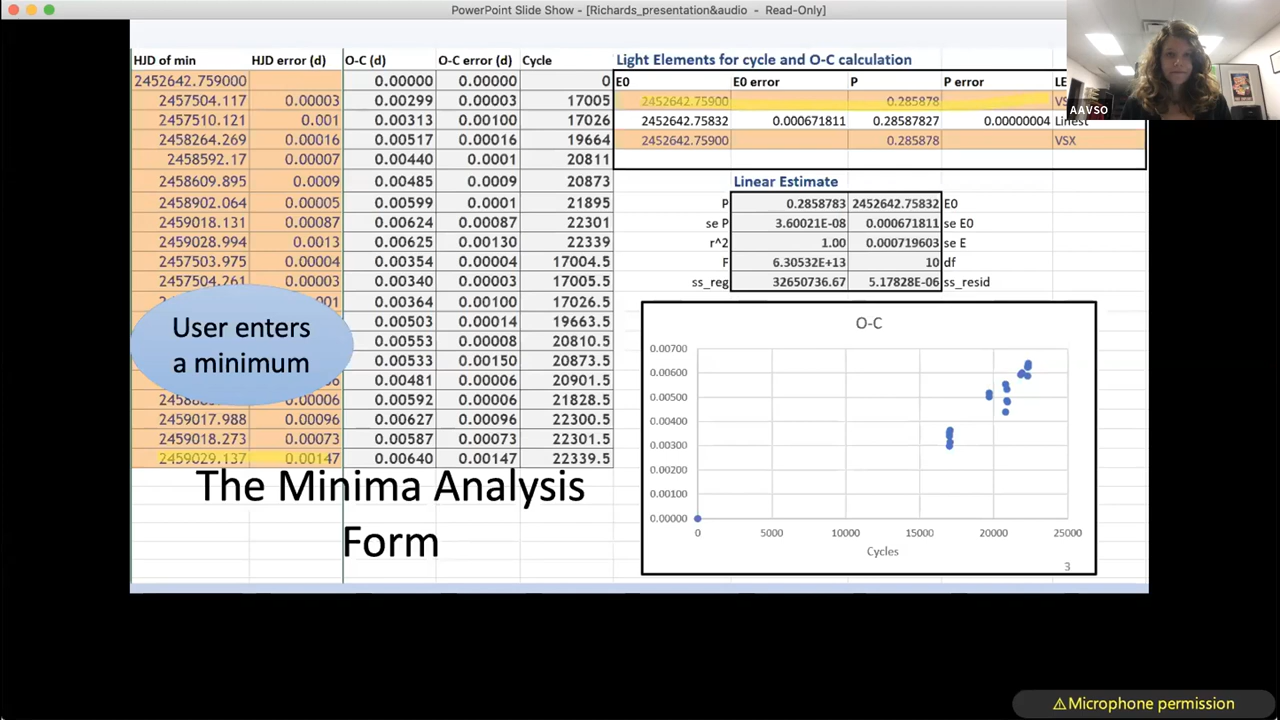 PowerPoint Slide Show - [Richards_presentation&audio - Read-Only]
HJD of min HJD error (d) O-C (d) O-C error (d) Cycle
2452642.759000 0.00000 0.00000 0
2457504.117 0.00003 0.00299 0.00003 17005
2457510.121 0.001 0.00313 0.00100 17026
2458264.269 0.00016 0.00517 0.00016 19664
2458592.17 0.00007 0.00440 0.0001 20811
2458609.895 0.0009 0.00485 0.0009 20873
2458902.064 0.00005 0.00599 0.0001 21895
2459018.131 0.00087 0.00624 0.00087 22301
2459028.994 0.0013 0.00625 0.00130 22339
2457503.975 0.00004 0.00354 0.00004 17004.5
2457504.261 0.00003 0.00340 0.00003 17005.5
0.00364 0.00100 17026.5
0.00503 0.00014 19663.5
0.00553 0.00008 20810.5
0.00533 0.00150 20873.5
0.00481 0.00006 20901.5
0.00006 0.00592 0.00006 21828.5
2459017.988 0.00096 0.00627 0.00096 22300.5
2459018.273 0.00073 0.00587 0.00073 22301.5
2459029.137 0.00147 0.00640 0.00147 22339.5
User enters
a minimum
The Minima Analysis
Form
Light Elements for cycle and O-C calculation
E0 E0 error P P error
2452642.75900 0.285878
2452642.75832 0.000671811 0.28587827 0.00000004 Linest
2452642.75900 0.285878 VSX
Linear Estimate
P 0.2858783 2452642.75832 E0
se P 3.60021E-08 0.000671811 se E0
r^2 1.00 0.000719603 se E
F 6.30532E+13 10 df
ss_reg 32650736.67 5.17828E-06 ss_resid
O-C
0.00700
0.00600
0.00500
0.00400
0.00300
0.00200
0.00100
0.00000
0 5000 10000 15000 20000 25000
Cycles
3
AAVSO
⚠Microphone permission